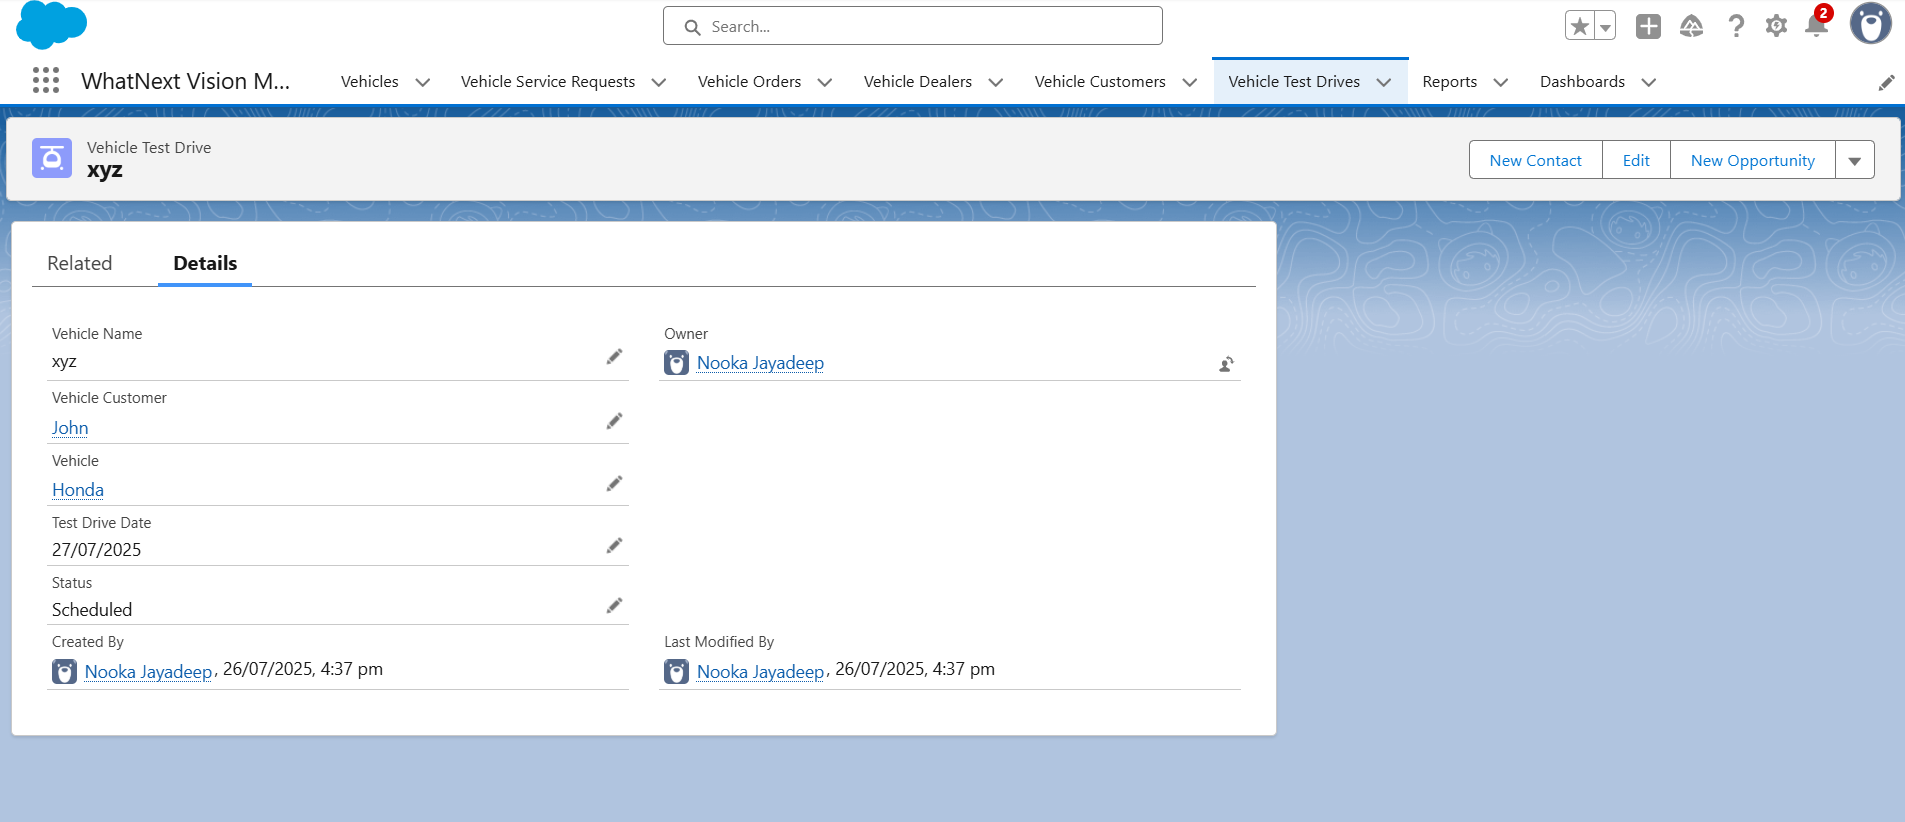 Search...
2
WhatNext Vision M...
Vehicles
Vehicle Service Requests
Vehicle Orders
Vehicle Dealers
Vehicle Customers
Vehicle Test Drives
Reports
Dashboards
Vehicle Test Drive
xyz
New Contact
Edit
New Opportunity
Related
Details
Vehicle Name
xyz
Owner
Nooka Jayadeep
Vehicle Customer
John
Vehicle
Honda
Test Drive Date
27/07/2025
Status
Scheduled
Created By
Nooka Jayadeep, 26/07/2025, 4:37 pm
Last Modified By
Nooka Jayadeep, 26/07/2025, 4:37 pm